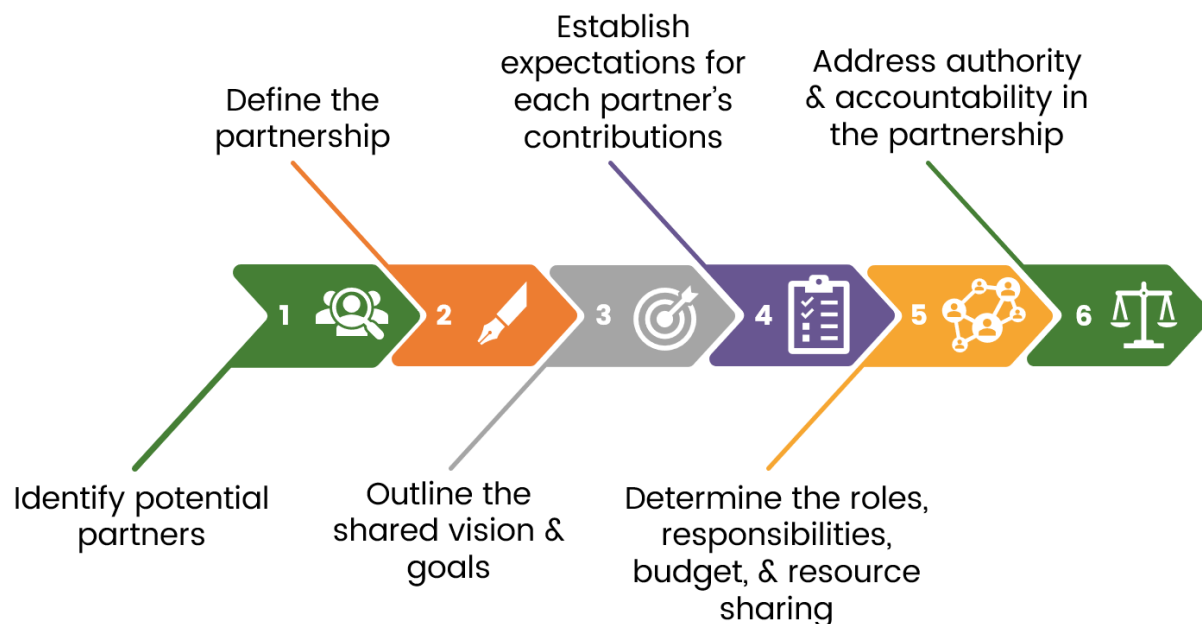 Establish
expectations for
each partner's
contributions
Address authority
& accountability in
the partnership
Define the
partnership
1
2
3
4
5
6
Identify potential
partners
Outline the
shared vision &
goals
Determine the roles,
responsibilities,
budget, & resource
sharing